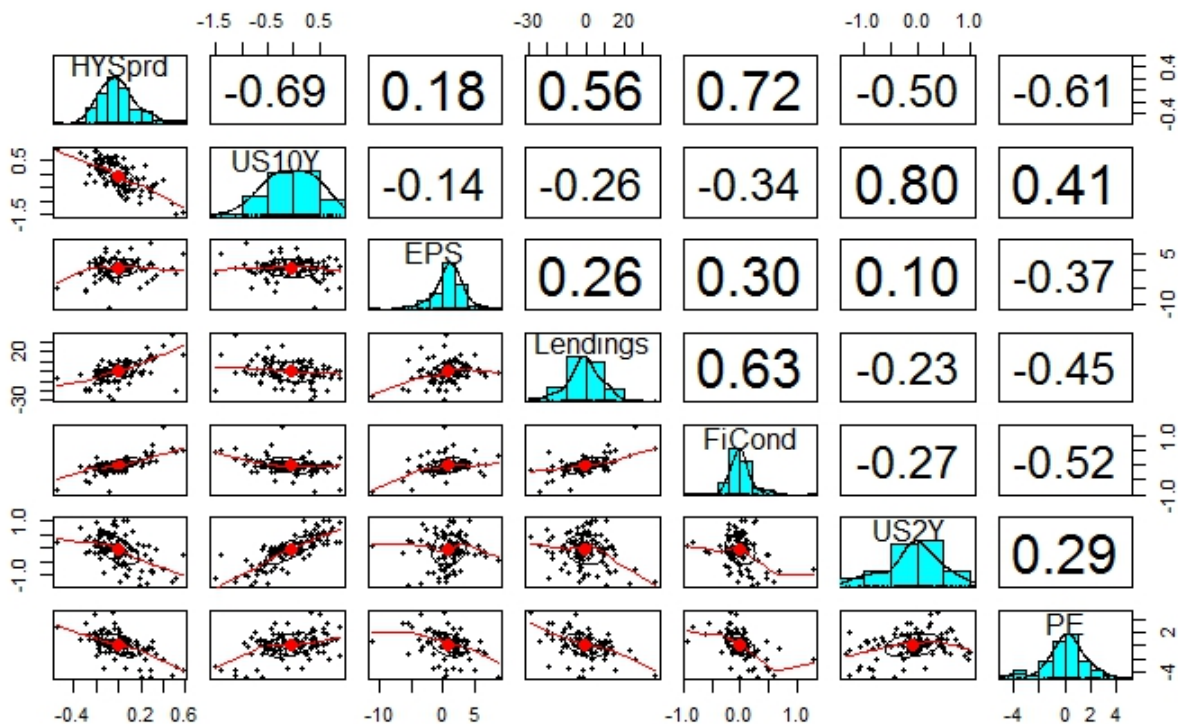 -1.5 0.5 -30 0 20 -1.0 0.0 1.0
HYSprd -0.69 0.18 0.56 0.72 -0.50 -0.61 -0.4 0.4
-1.5 0.5 US10Y -0.14 -0.26 -0.34 0.80 0.41
EPS 0.26 0.30 0.10 -0.37 -10 5
-30 20 Lendings 0.63 -0.23 -0.45
FiCond -0.27 -0.52 -1.0 1.0
-1.0 1.0 US2Y 0.29
PE -4 2
-0.4 0.2 0.6 -10 0 5 -1.0 0.0 1.0 -4 0 2 4